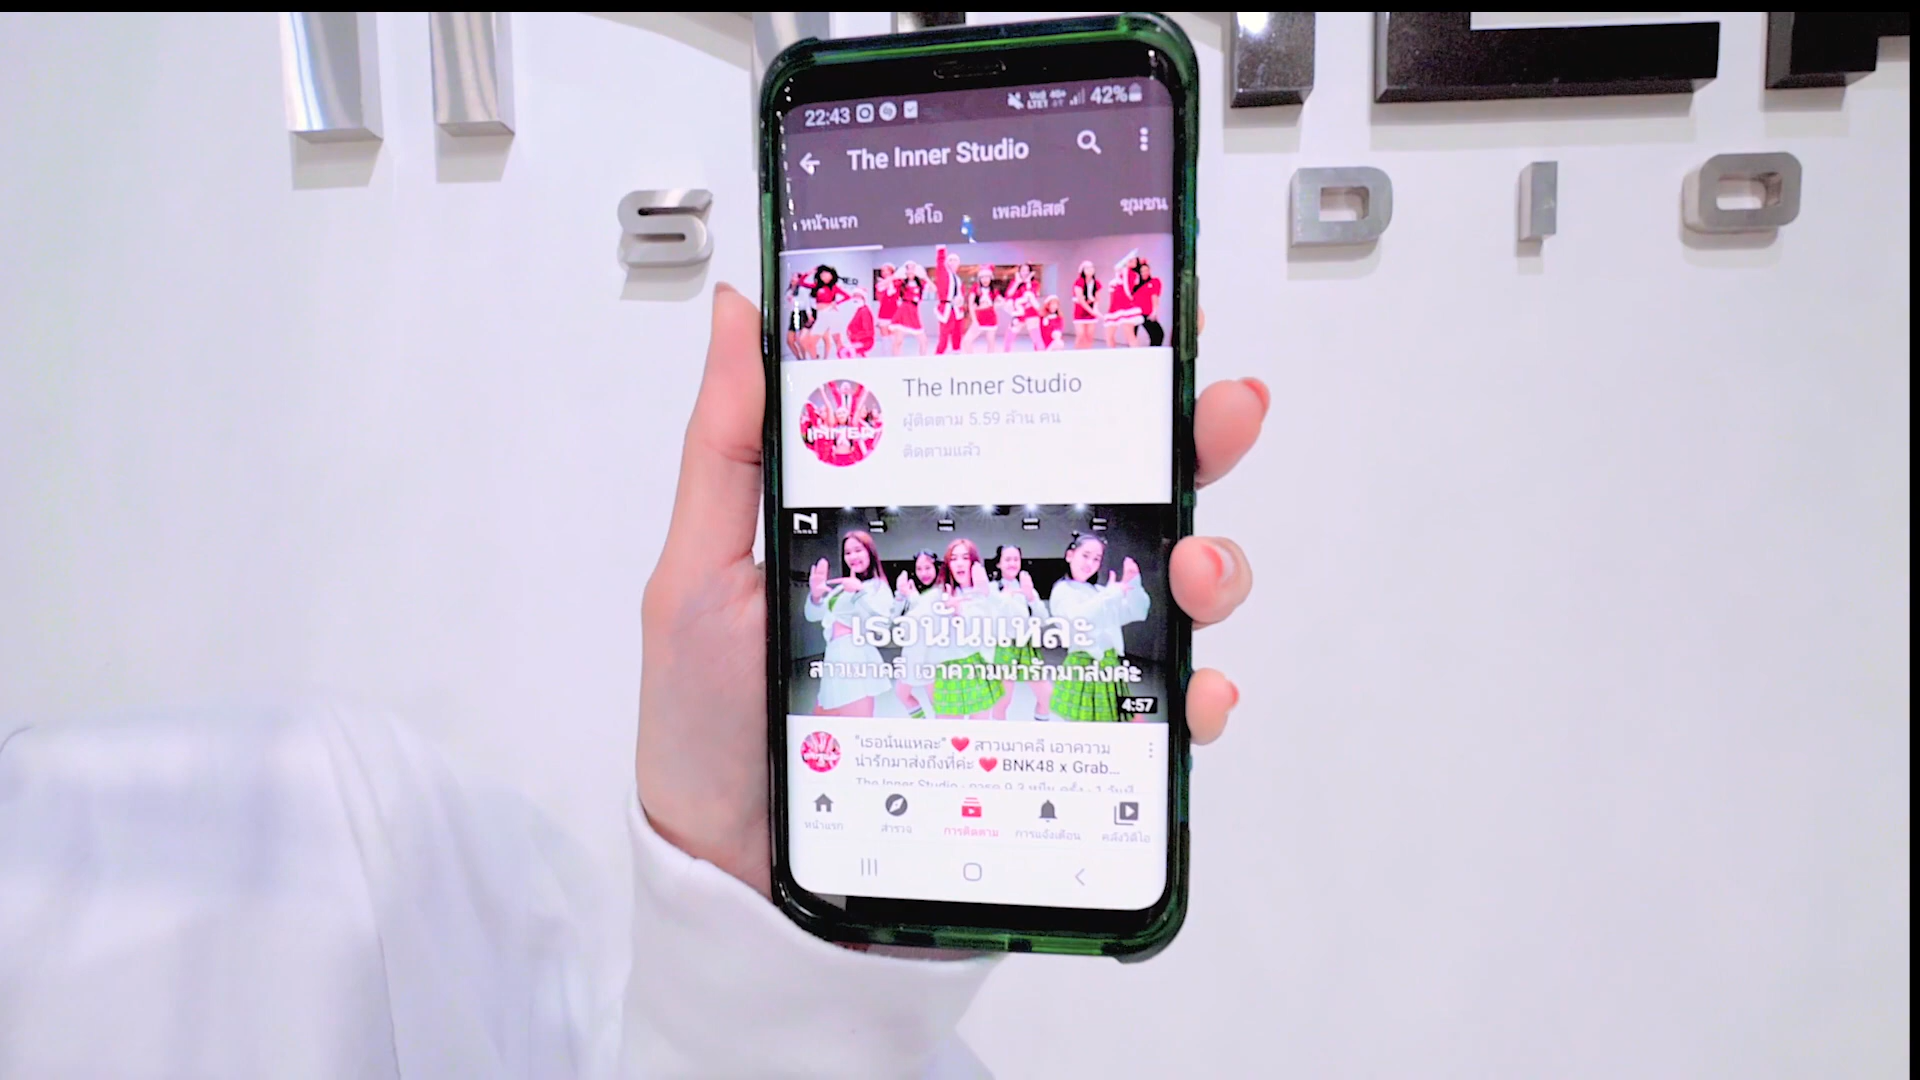 22:43 42%
The Inner Studio
หน้าแรก วิดีโอ เพลย์ลิสต์ ชุมชน
The Inner Studio
ผู้ติดตาม 5.59 ล้าน คน
ติดตามแล้ว
เธอนั่นแหละ
สาวเมาคลี เอาความน่ารักมาส่งค่ะ
4:57
"เธอนั่นแหละ" ❤️ สาวเมาคลี เอาความ
น่ารักมาส่งถึงที่ค่ะ ❤️ BNK48 x Grab...
The Inner Studio
หน้าแรก สำรวจ การติดตาม การแจ้งเตือน คลังวิดีโอ
S D I O